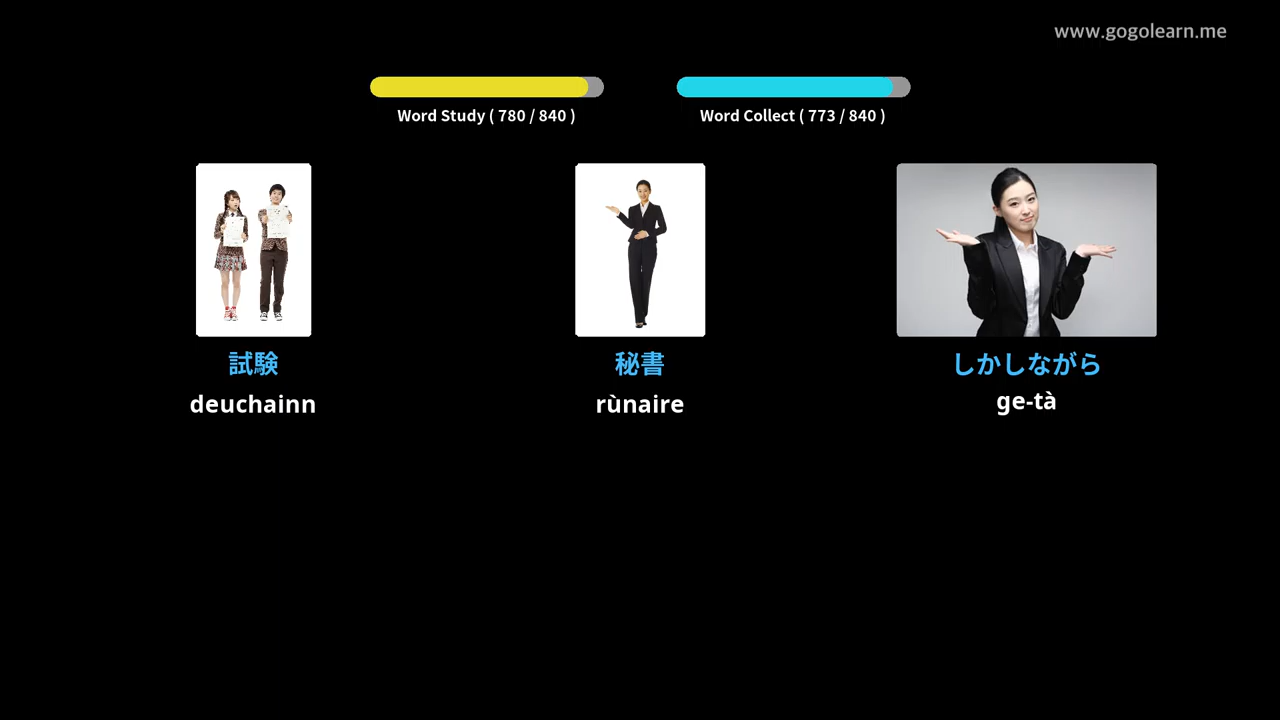 www.gogolearn.me
Word Study ( 780 / 840 )
Word Collect ( 773 / 840 )
試験
秘書
しかしながら
deuchainn
rùnaire
ge-tà